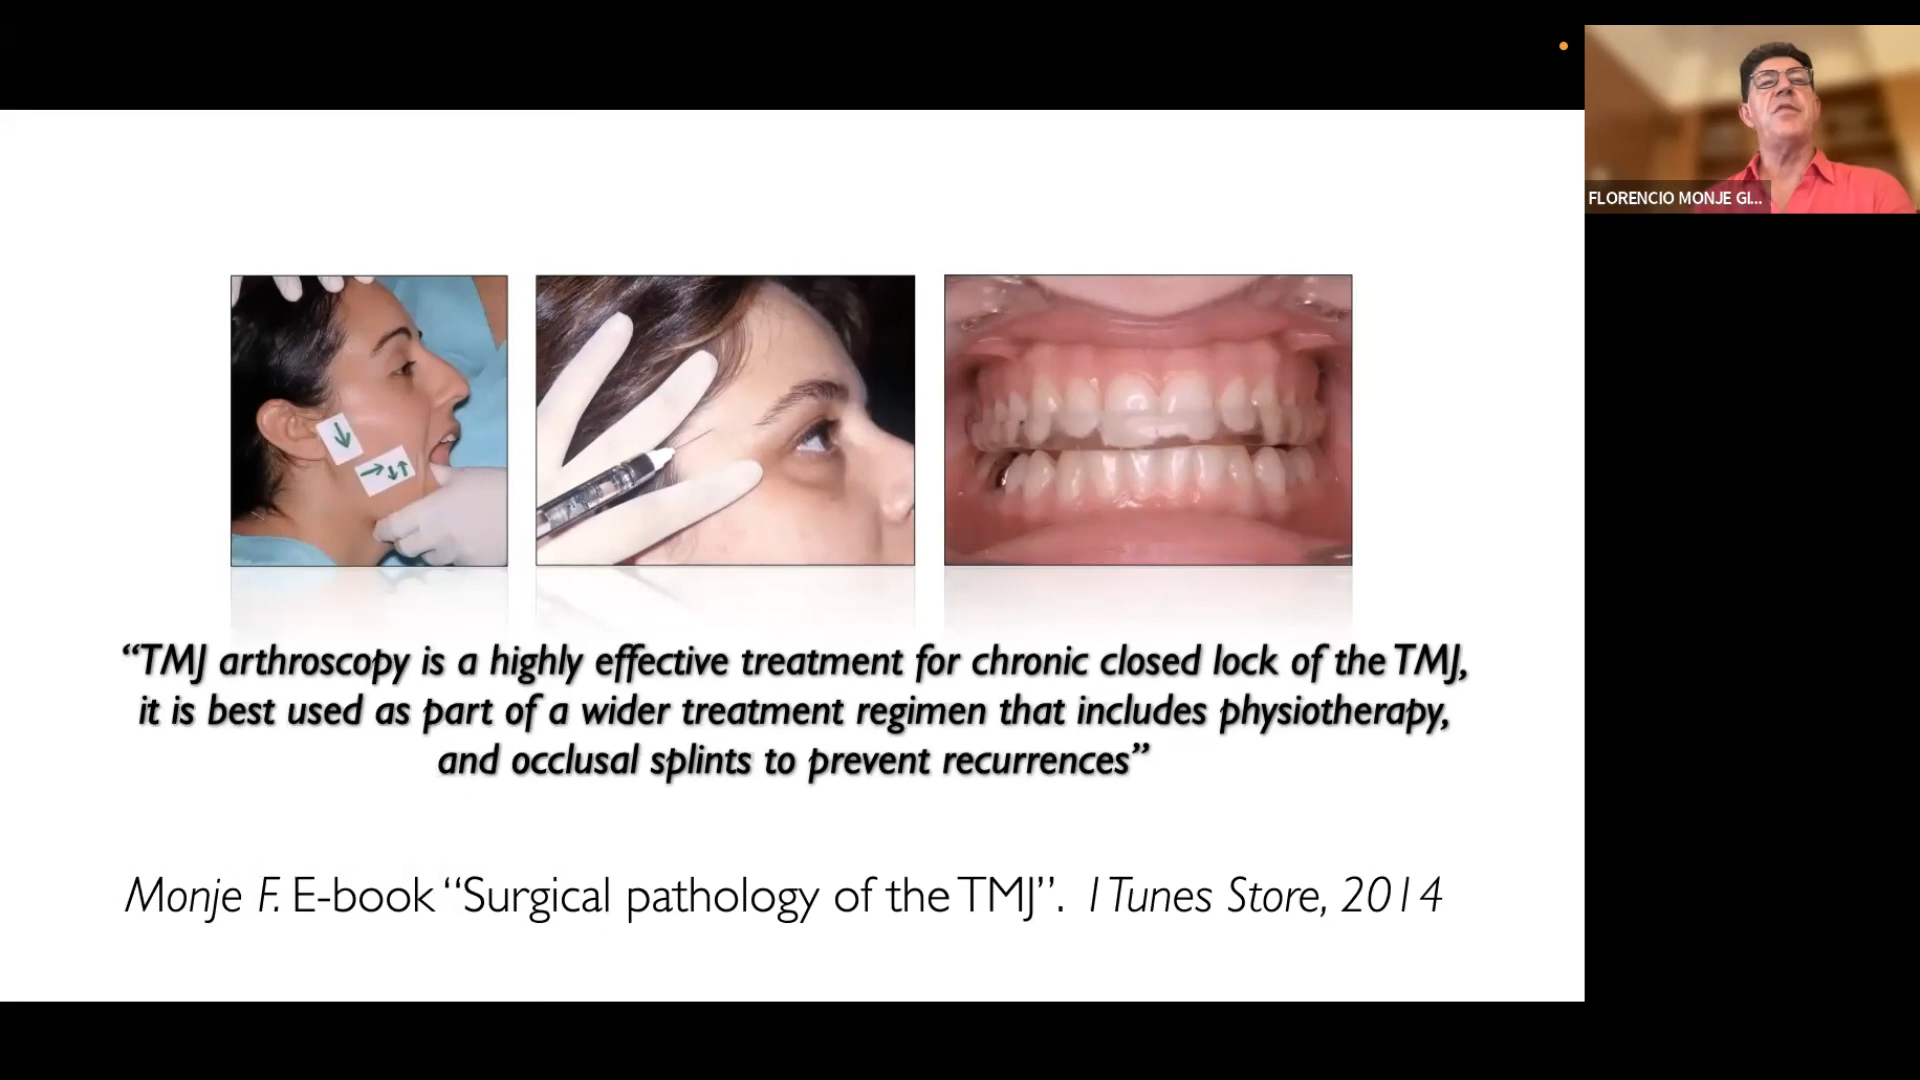 FLORENCIO MONJE GI...
“TMJ arthroscopy is a highly effective treatment for chronic closed lock of the TMJ,
it is best used as part of a wider treatment regimen that includes physiotherapy,
and occlusal splints to prevent recurrences”
Monje F. E-book “Surgical pathology of the TMJ”. I Tunes Store, 2014